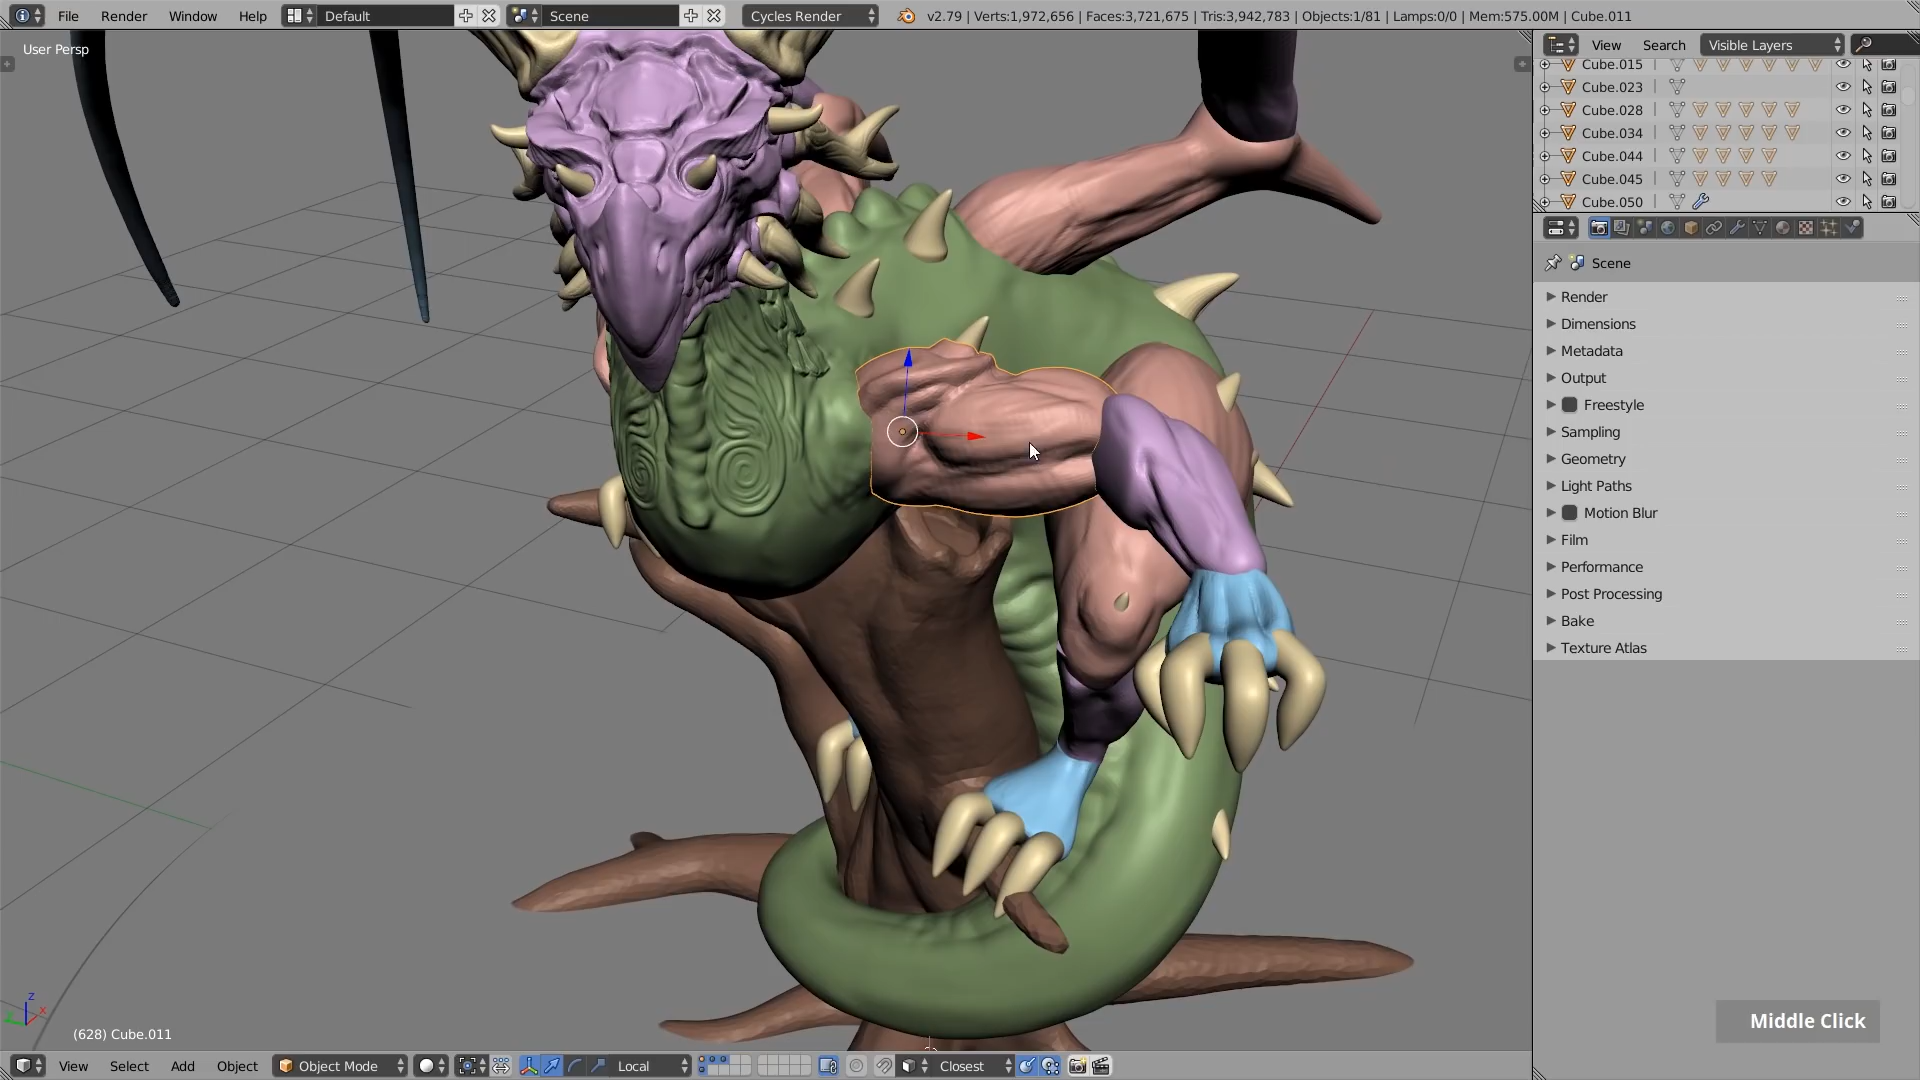 File Render Window Help Default Scene Cycles Render v2.79 | Verts:1,972,656 | Faces:3,721,675 | Tris:3,942,783 | Objects:1/81 | Lamps:0/0 | Mem:575.00M | Cube.011
User Persp
View Search Visible Layers
Cube.015
Cube.023
Cube.028
Cube.034
Cube.044
Cube.045
Cube.050
Scene
Render
Dimensions
Metadata
Output
Freestyle
Sampling
Geometry
Light Paths
Motion Blur
Film
Performance
Post Processing
Bake
Texture Atlas
Middle Click
z
x
(628) Cube.011
View Select Add Object Object Mode Local Closest